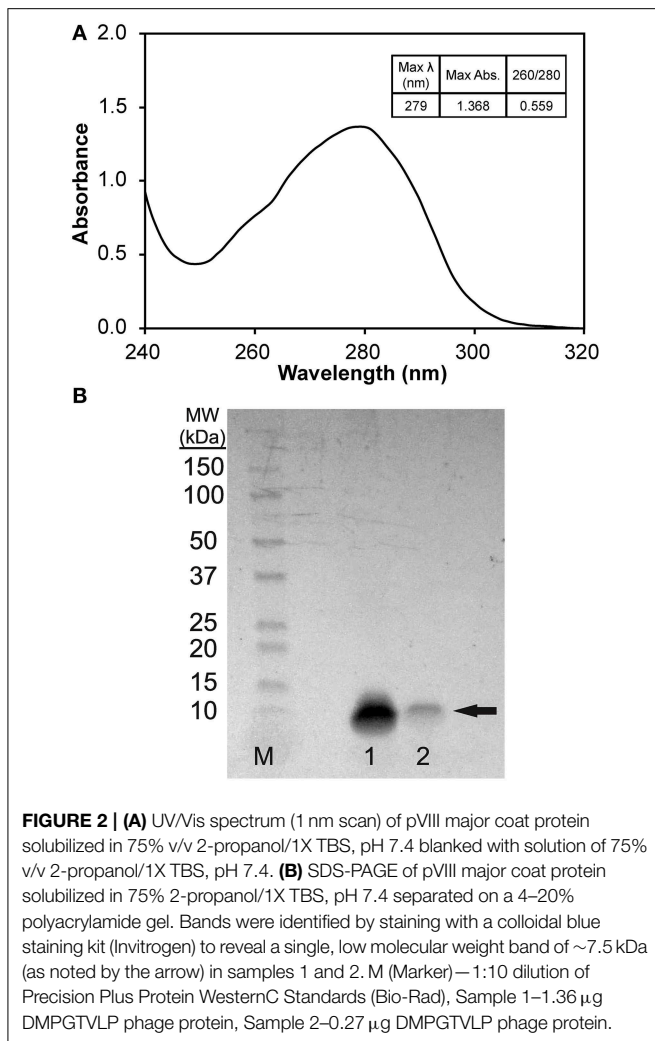 A
2.0
1.5
1.0
0.5
0.0
Absorbance
Max λ (nm) Max Abs. 260/280
279 1.368 0.559
240 260 280 300 320
Wavelength (nm)
B
MW
(kDa)
150
100
50
37
25
20
15
10
M 1 2
FIGURE 2 | (A) UV/Vis spectrum (1 nm scan) of pVIII major coat protein
solubilized in 75% v/v 2-propanol/1X TBS, pH 7.4 blanked with solution of 75%
v/v 2-propanol/1X TBS, pH 7.4. (B) SDS-PAGE of pVIII major coat protein
solubilized in 75% 2-propanol/1X TBS, pH 7.4 separated on a 4–20%
polyacrylamide gel. Bands were identified by staining with a colloidal blue
staining kit (Invitrogen) to reveal a single, low molecular weight band of ~7.5 kDa
(as noted by the arrow) in samples 1 and 2. M (Marker)—1:10 dilution of
Precision Plus Protein WesternC Standards (Bio-Rad), Sample 1–1.36 µg
DMPGTVLP phage protein, Sample 2–0.27 µg DMPGTVLP phage protein.